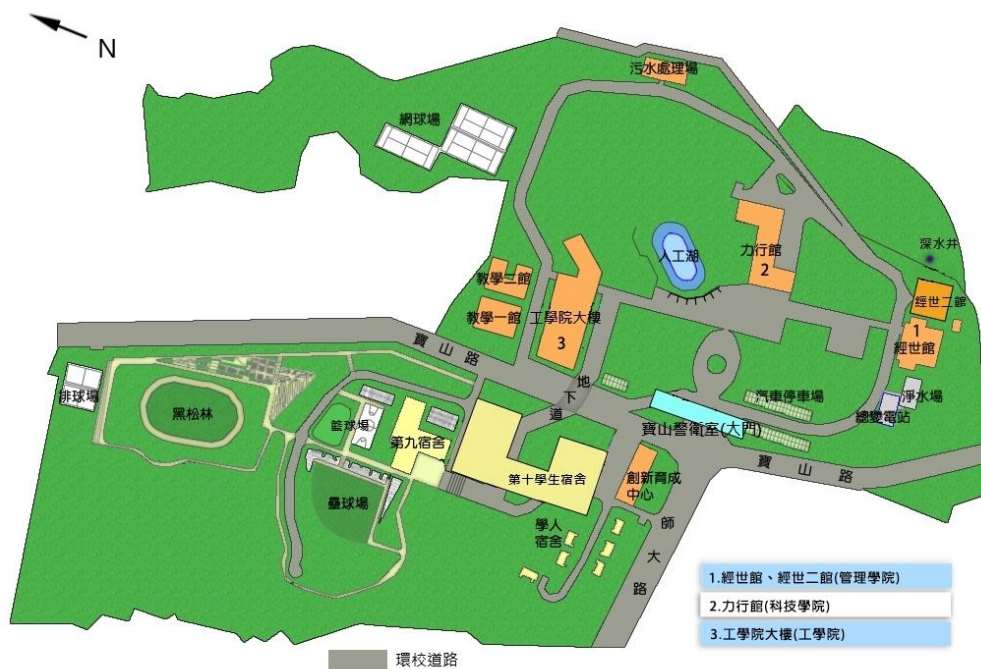 N
污水處理場
網球場
深水井
人工湖
力行館
2
教學二館
經世二館
教學一館
工學院大樓
3
1
經世館
寶山路
地下道
排球場
黑松林
籃球場
第九宿舍
汽車停車場
淨水場
總變電站
寶山警衛室(大門)
寶山路
第十學生宿舍
創新育成
中心
壘球場
學人
宿舍
師大路
1.經世館、經世二館(管理學院)
2.力行館(科技學院)
3.工學院大樓(工學院)
環校道路